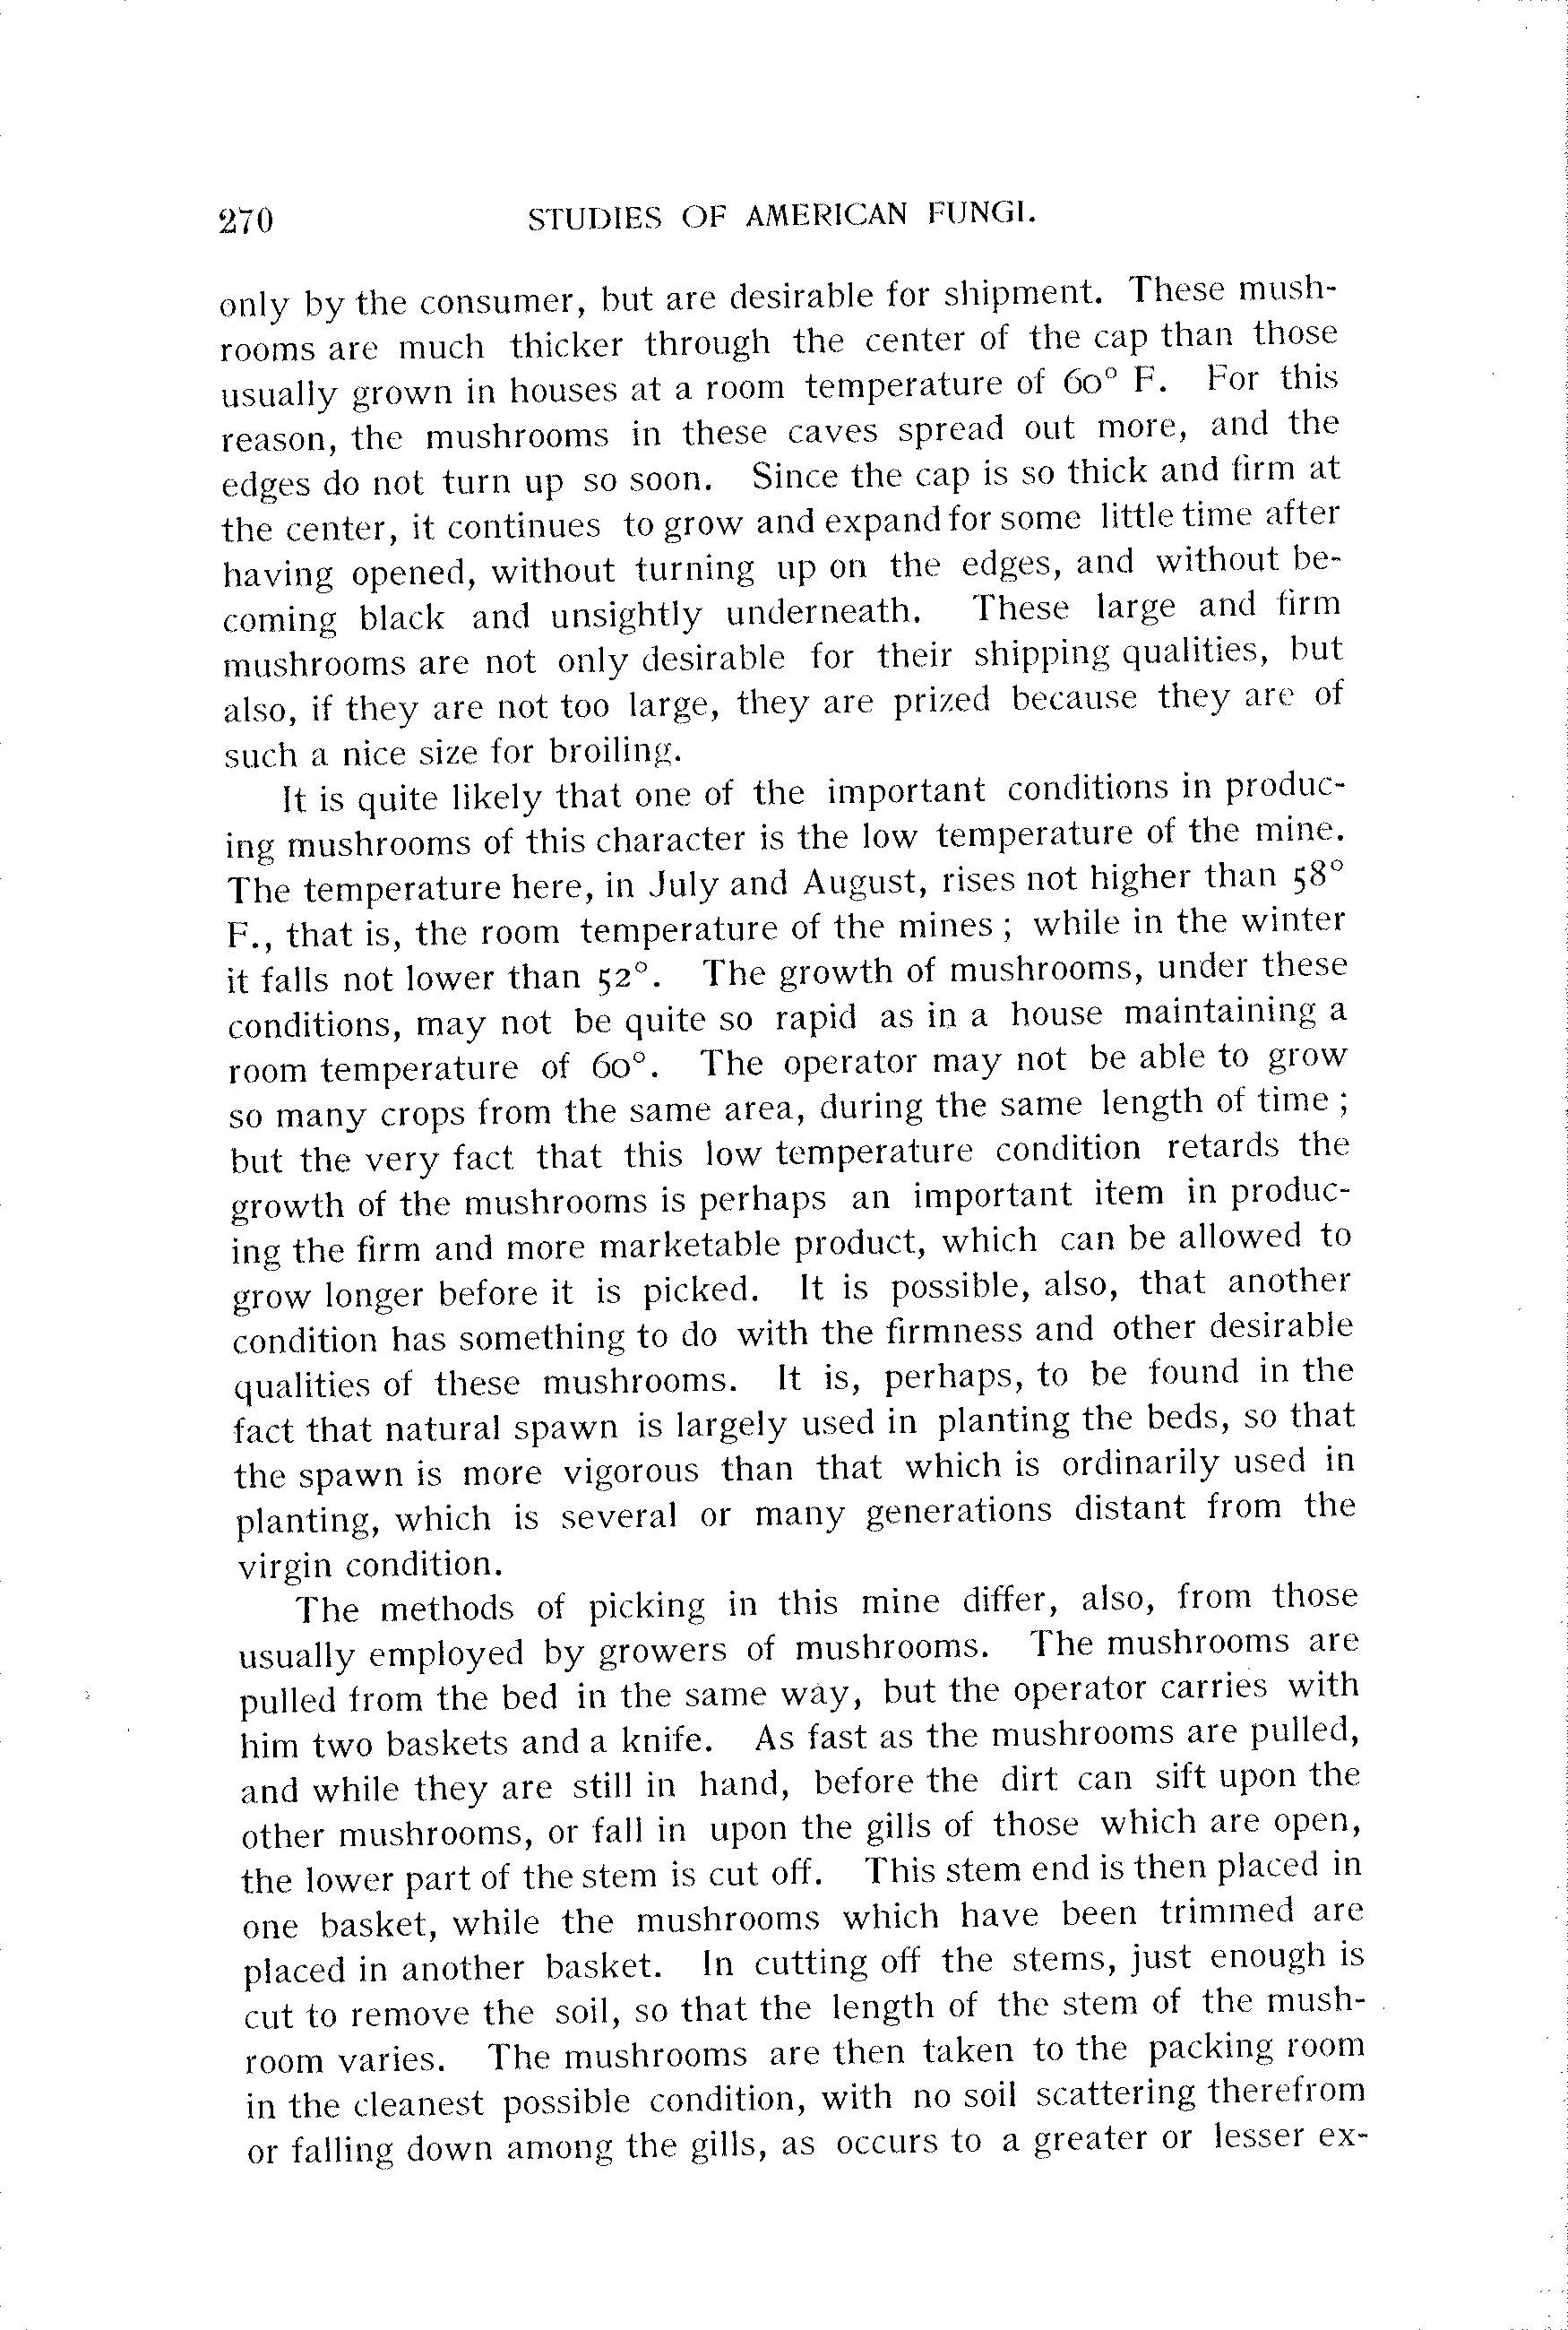 270 STUDIES OF AMERICAN FUNGI.
only by the consumer, but are desirable for shipment. These mush-
rooms are much thicker through the center of the cap than those
usually grown in houses at a room temperature of 60° F. For this
reason, the mushrooms in these caves spread out more, and the
edges do not turn up so soon. Since the cap is so thick and firm at
the center, it continues to grow and expand for some little time after
having opened, without turning up on the edges, and without be-
coming black and unsightly underneath. These large and firm
mushrooms are not only desirable for their shipping qualities, but
also, if they are not too large, they are prized because they are of
such a nice size for broiling.
It is quite likely that one of the important conditions in produc-
ing mushrooms of this character is the low temperature of the mine.
The temperature here, in July and August, rises not higher than 58°
F., that is, the room temperature of the mines ; while in the winter
it falls not lower than 52°. The growth of mushrooms, under these
conditions, may not be quite so rapid as in a house maintaining a
room temperature of 60°. The operator may not be able to grow
so many crops from the same area, during the same length of time ;
but the very fact that this low temperature condition retards the
growth of the mushrooms is perhaps an important item in produc-
ing the firm and more marketable product, which can be allowed to
grow longer before it is picked. It is possible, also, that another
condition has something to do with the firmness and other desirable
qualities of these mushrooms. It is, perhaps, to be found in the
fact that natural spawn is largely used in planting the beds, so that
the spawn is more vigorous than that which is ordinarily used in
planting, which is several or many generations distant from the
virgin condition.
The methods of picking in this mine differ, also, from those
usually employed by growers of mushrooms. The mushrooms are
pulled from the bed in the same way, but the operator carries with
him two baskets and a knife. As fast as the mushrooms are pulled,
and while they are still in hand, before the dirt can sift upon the
other mushrooms, or fall in upon the gills of those which are open,
the lower part of the stem is cut off. This stem end is then placed in
one basket, while the mushrooms which have been trimmed are
placed in another basket. In cutting off the stems, just enough is
cut to remove the soil, so that the length of the stem of the mush-
room varies. The mushrooms are then taken to the packing room
in the cleanest possible condition, with no soil scattering therefrom
or falling down among the gills, as occurs to a greater or lesser ex-